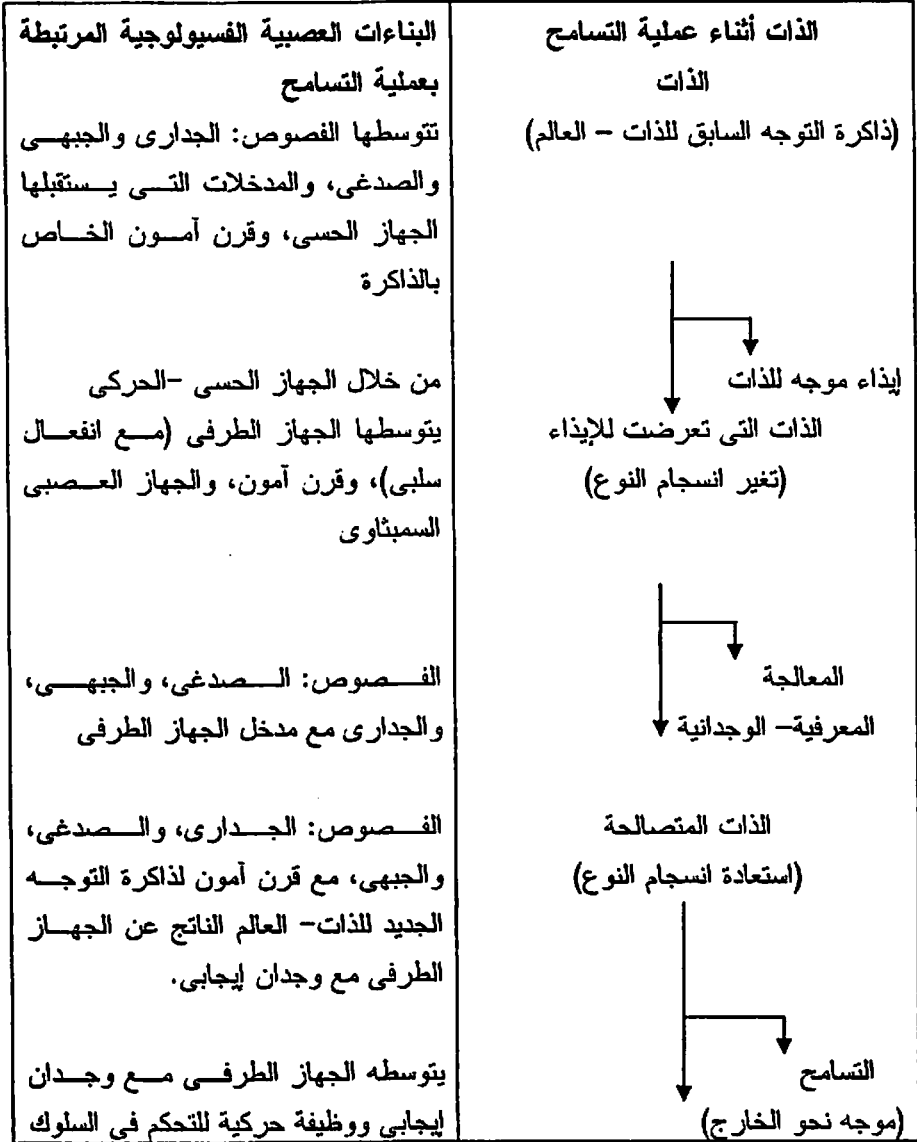 الذات أثناء عملية التسامح
الذات
(ذاكرة التوجه السابق للذات – العالم)
إيذاء موجه للذات
الذات التى تعرضت للإيذاء
(تغير انسجام النوع)
المعالجة
المعرفية– الوجدانية
الذات المتصالحة
(استعادة انسجام النوع)
التسامح
(موجه نحو الخارج)
البناءات العصبية الفسيولوجية المرتبطة
بعملية التسامح
تتوسطها الفصوص: الجدارى والجبهى
والصدغى، والمدخلات التى يستقبلها
الجهاز الحسى، وقرن آمون الخاص
بالذاكرة
من خلال الجهاز الحسى –الحركى
يتوسطها الجهاز الطرفى (مع انفعال
سلبى)، وقرن آمون، والجهاز العصبى
السمبثاوى
الفصوص: الصدغى، والجبهى،
والجدارى مع مدخل الجهاز الطرفى
الفصوص: الجدارى، والصدغى،
والجبهى، مع قرن آمون لذاكرة التوجه
الجديد للذات– العالم الناتج عن الجهاز
الطرفى مع وجدان إيجابى.
يتوسطه الجهاز الطرفى مع وجدان
إيجابي ووظيفة حركية للتحكم فى السلوك